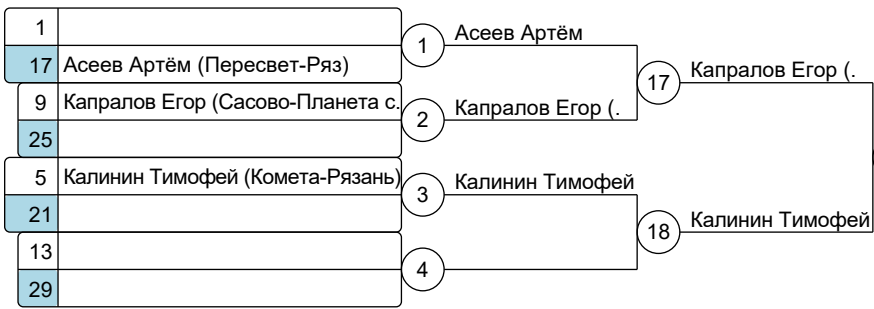 1
17 Асеев Артём (Пересвет-Ряз)
1 Асеев Артём
9 Капралов Егор (Сасово-Планета с.
25
2 Капралов Егор (.
17 Капралов Егор (.
5 Калинин Тимофей (Комета-Рязань)
21
3 Калинин Тимофей
13
29
4
18 Калинин Тимофей